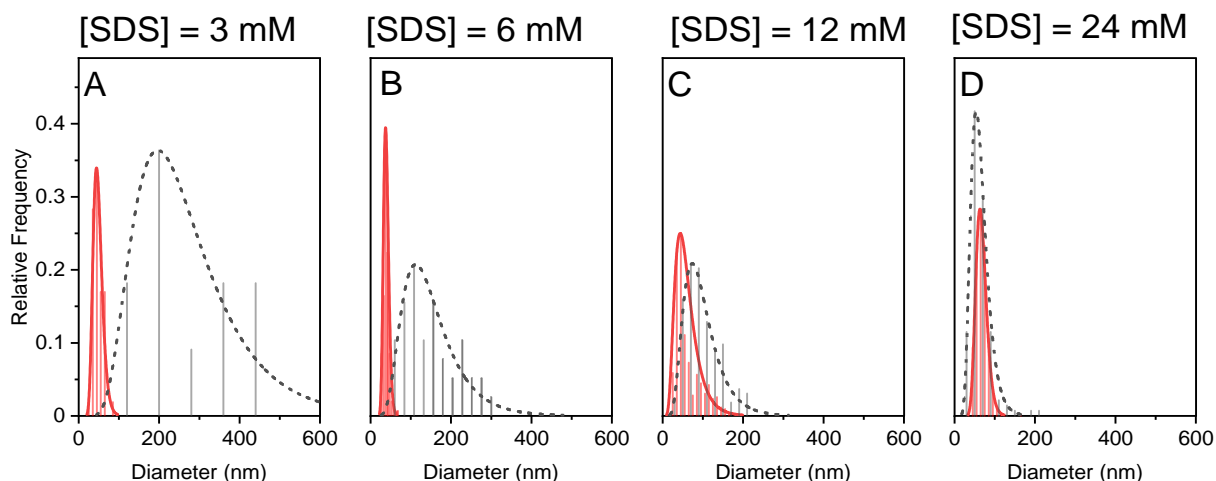 [SDS] = 3 mM
[SDS] = 6 mM
[SDS] = 12 mM
[SDS] = 24 mM
A
B
C
D
Relative Frequency
0.4
0.3
0.2
0.1
0
0 200 400 600
0 200 400 600
0 200 400 600
0 200 400 600
Diameter (nm)
Diameter (nm)
Diameter (nm)
Diameter (nm)